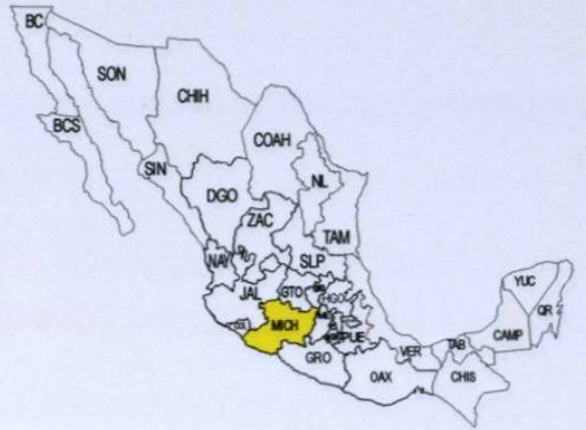 BC
SON
CHIH
BCS
COAH
SIN
NL
DGO
ZAC
TAM
NAY
SLP
JAL
GTO
HGO
COL
MICH
PUE
GRO
VER
OAX
TAB
CHIS
CAMP
YUC
QR